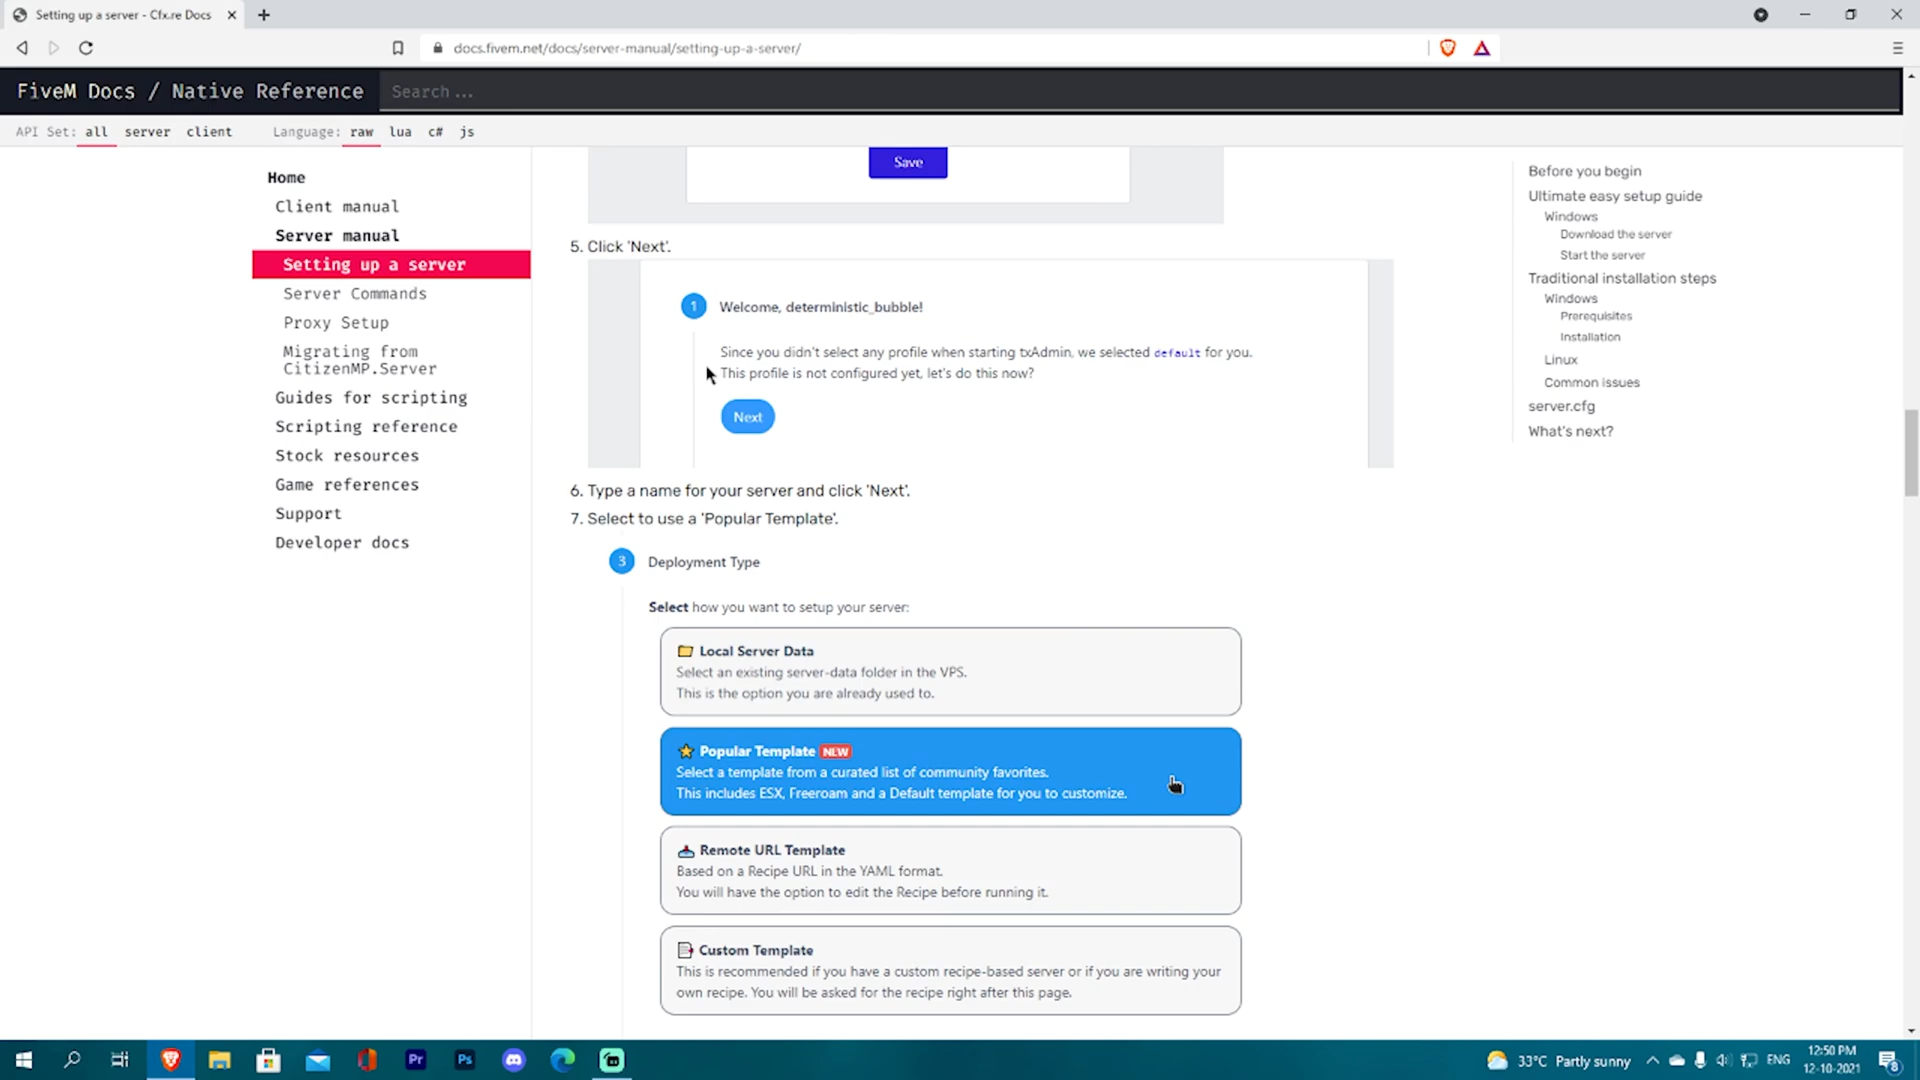 Setting up a server - Cfx.re Docs
docs.fivem.net/docs/server-manual/setting-up-a-server/
FiveM Docs / Native Reference
Search ...
API Set: all server client Language: raw lua c# js
Home
Client manual
Server manual
Setting up a server
Server Commands
Proxy Setup
Migrating from
CitizenMP.Server
Guides for scripting
Scripting reference
Stock resources
Game references
Support
Developer docs
Save
5. Click 'Next'.
1 Welcome, deterministic_bubble!
Since you didn't select any profile when starting txAdmin, we selected default for you.
This profile is not configured yet, let's do this now?
Next
6. Type a name for your server and click 'Next'.
7. Select to use a 'Popular Template'.
3 Deployment Type
Select how you want to setup your server:
Local Server Data
Select an existing server-data folder in the VPS.
This is the option you are already used to.
Popular Template NEW
Select a template from a curated list of community favorites.
This includes ESX, Freeroam and a Default template for you to customize.
Remote URL Template
Based on a Recipe URL in the YAML format.
You will have the option to edit the Recipe before running it.
Custom Template
This is recommended if you have a custom recipe-based server or if you are writing your
own recipe. You will be asked for the recipe right after this page.
Before you begin
Ultimate easy setup guide
Windows
Download the server
Start the server
Traditional installation steps
Windows
Prerequisites
Installation
Linux
Common issues
server.cfg
What's next?
Pr
Ps
33°C Partly sunny
ENG
12:50 PM
12-10-2021
8